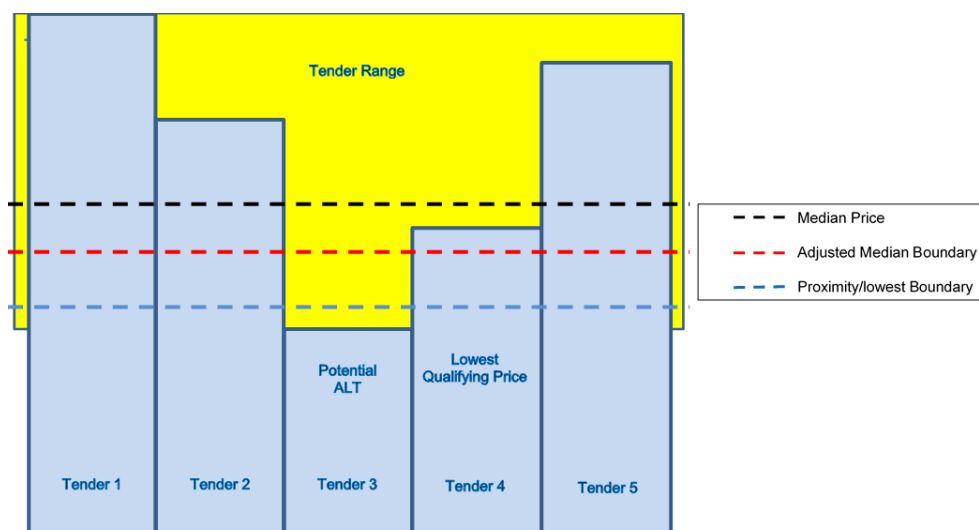 Tender Range
Median Price
Adjusted Median Boundary
Proximity/lowest Boundary
Potential
ALT
Lowest
Qualifying Price
Tender 1
Tender 2
Tender 3
Tender 4
Tender 5